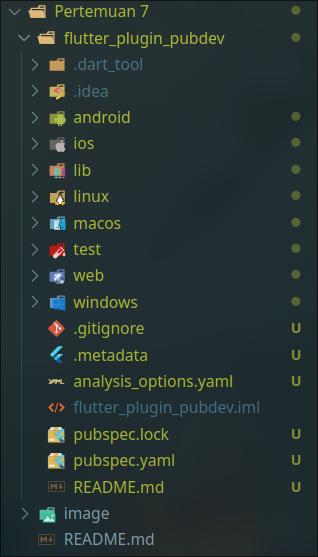 Pertemuan 7
flutter_plugin_pubdev
.dart_tool
.idea
android
ios
lib
linux
macos
test
web
windows
.gitignore U
.metadata U
analysis_options.yaml U
flutter_plugin_pubdev.iml
pubspec.lock U
pubspec.yaml U
README.md U
image
README.md